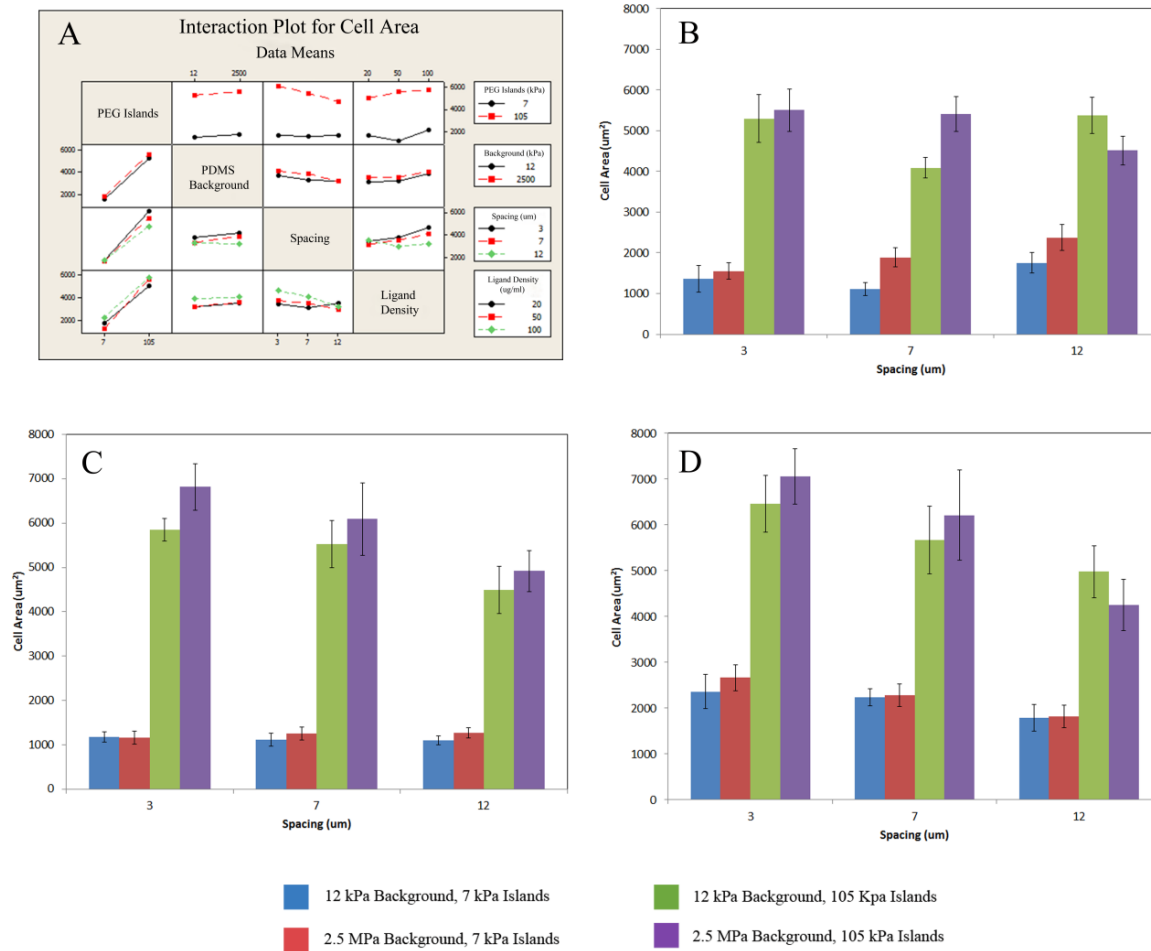 A
Interaction Plot for Cell Area
Data Means
12 2500
20 50 100
PEG Islands
6000
4000
2000
PEG Islands (kPa)
7
105
6000
4000
2000
PDMS
Background
Background (kPa)
12
2500
Spacing
6000
4000
2000
Spacing (um)
3
7
12
6000
4000
2000
Ligand
Density
Ligand Density
(ug/ml)
20
50
100
7 105
3 7 12
B
8000
7000
6000
5000
4000
3000
2000
1000
0
Cell Area (um²)
3 7 12
Spacing (um)
C
8000
7000
6000
5000
4000
3000
2000
1000
0
Cell Area (um²)
3 7 12
Spacing (um)
D
8000
7000
6000
5000
4000
3000
2000
1000
0
Cell Area (um²)
3 7 12
Spacing (um)
12 kPa Background, 7 kPa Islands
12 kPa Background, 105 Kpa Islands
2.5 MPa Background, 7 kPa Islands
2.5 MPa Background, 105 kPa Islands